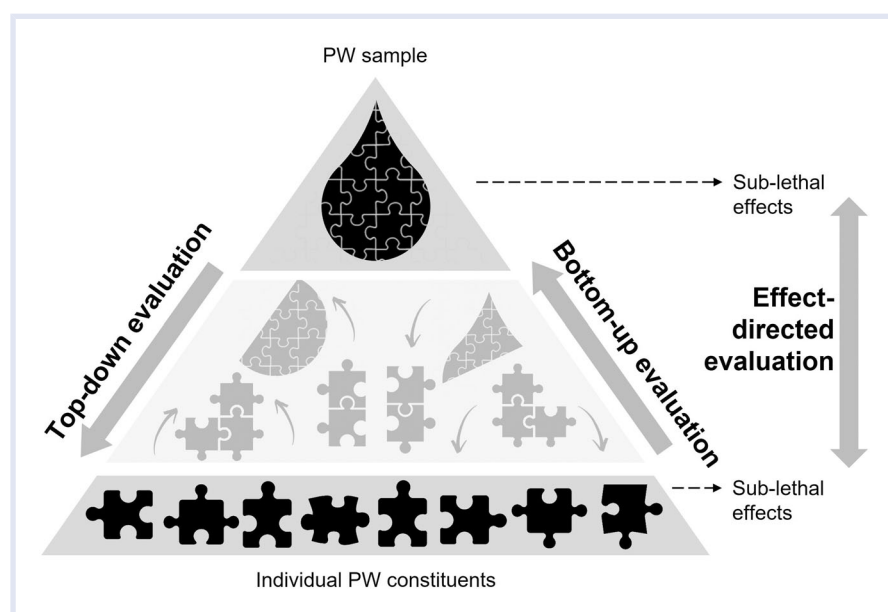 PW sample
Sub-lethal
effects
Top-down evaluation
Bottom-up evaluation
Effect-
directed
evaluation
Sub-lethal
effects
Individual PW constituents